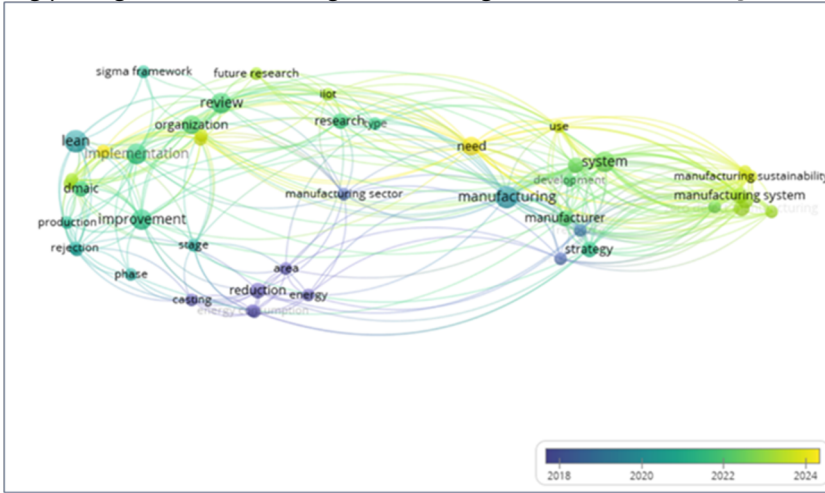 sigma framework
future research
iiot
review
organization
research
type
use
lean
implementation
need
system
development
manufacturing sustainability
dmaic
manufacturing sector
manufacturing
manufacturing system
production
improvement
manufacturer
rejection
stage
strategy
phase
area
casting
reduction
energy
energy consumption
2018
2020
2022
2024